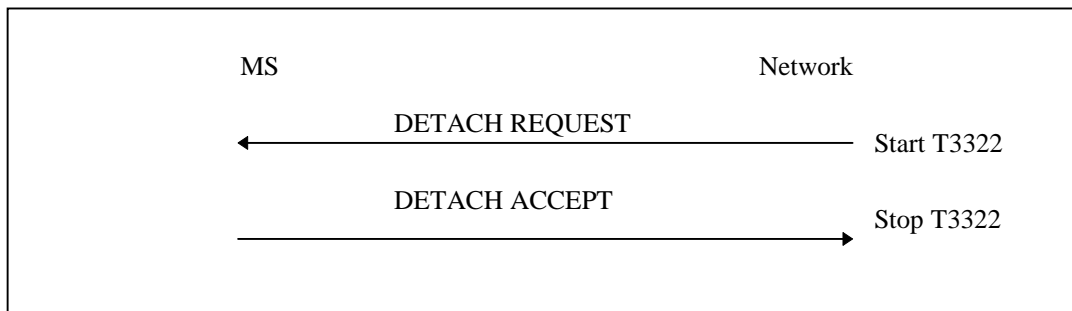 MS Network
DETACH REQUEST
Start T3322
DETACH ACCEPT
Stop T3322